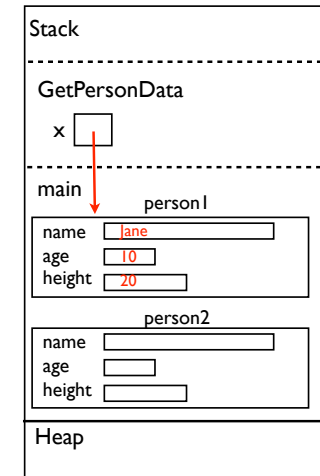 Stack
GetPersonData
x
main
person1
name Jane
age 10
height 20
person2
name
age
height
Heap